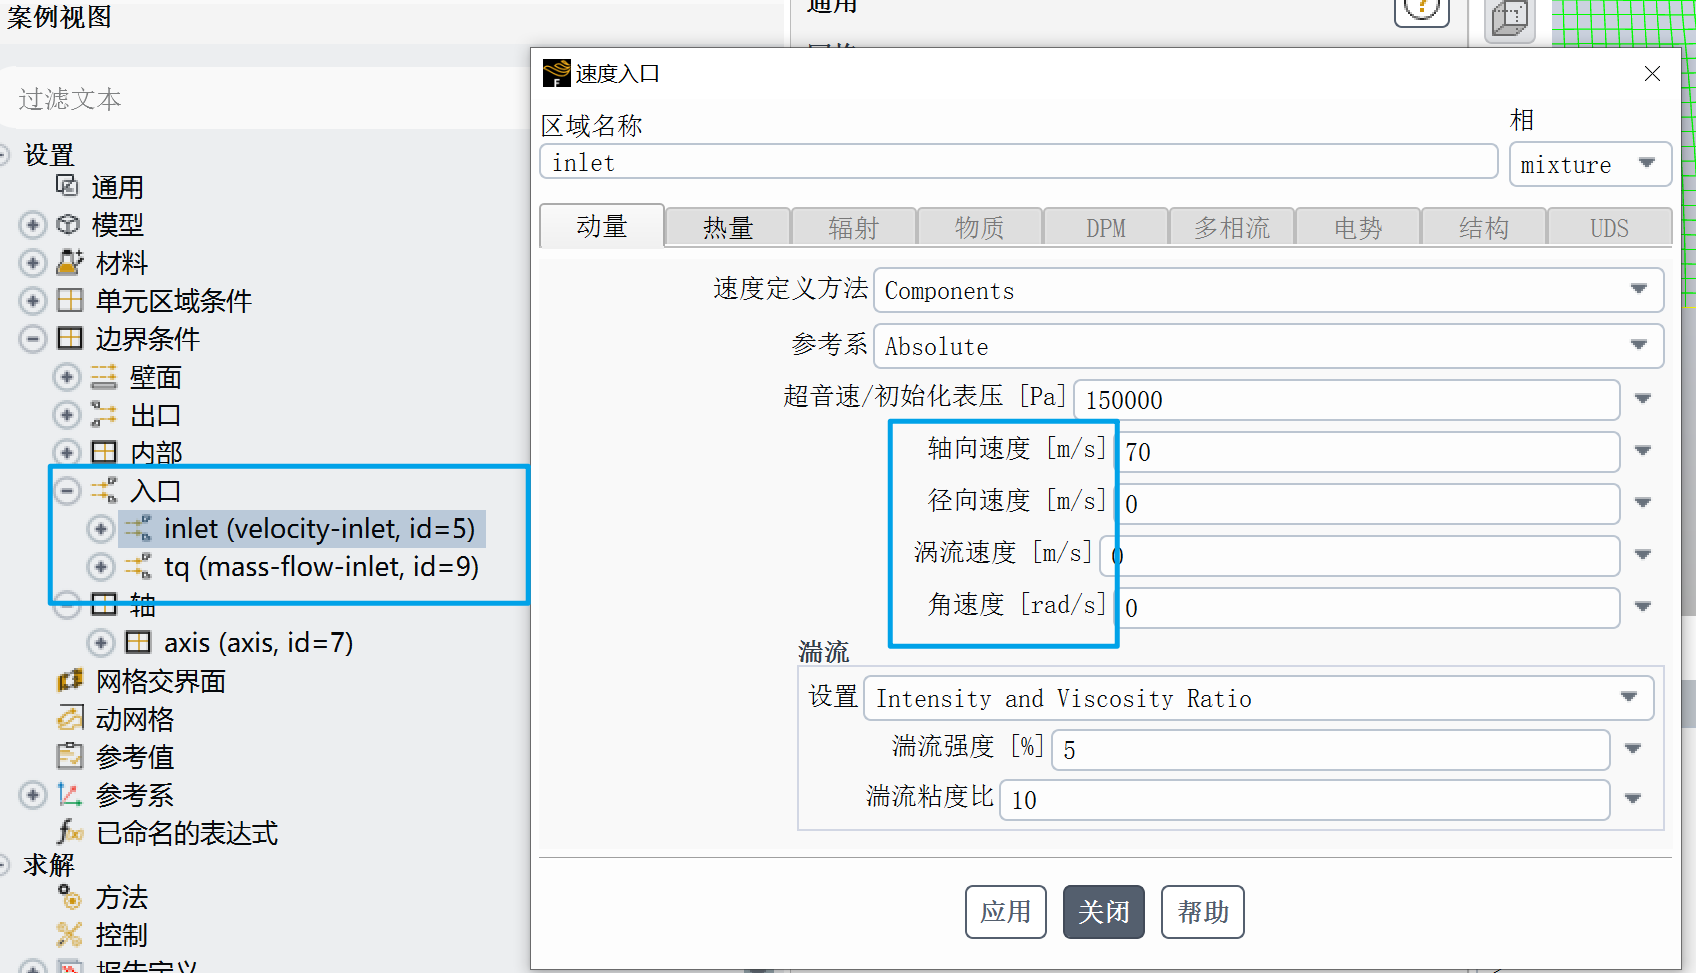 案例视图
过滤文本
设置
通用
模型
材料
单元区域条件
边界条件
壁面
出口
内部
入口
inlet (velocity-inlet, id=5)
tq (mass-flow-inlet, id=9)
轴
axis (axis, id=7)
网格交界面
动网格
参考值
参考系
已命名的表达式
求解
方法
控制
报告定义
通用
速度入口
区域名称
相
inlet
mixture
动量 热量 辐射 物质 DPM 多相流 电势 结构 UDS
速度定义方法 Components
参考系 Absolute
超音速/初始化表压 [Pa] 150000
轴向速度 [m/s] 70
径向速度 [m/s] 0
涡流速度 [m/s] 0
角速度 [rad/s] 0
湍流
设置 Intensity and Viscosity Ratio
湍流强度 [%] 5
湍流粘度比 10
应用 关闭 帮助